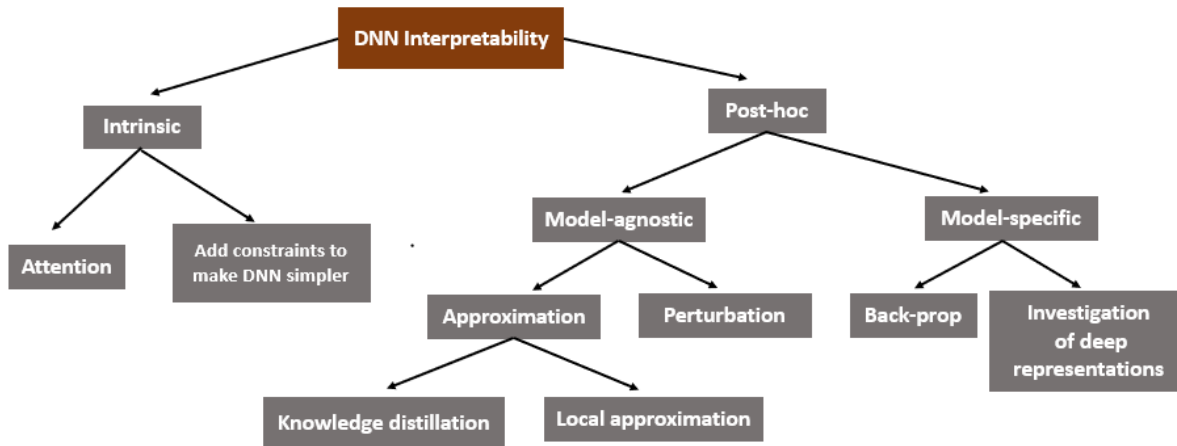 DNN Interpretability
Intrinsic
Post-hoc
Attention
Add constraints to
make DNN simpler
Model-agnostic
Model-specific
Approximation
Perturbation
Back-prop
Investigation
of deep
representations
Knowledge distillation
Local approximation